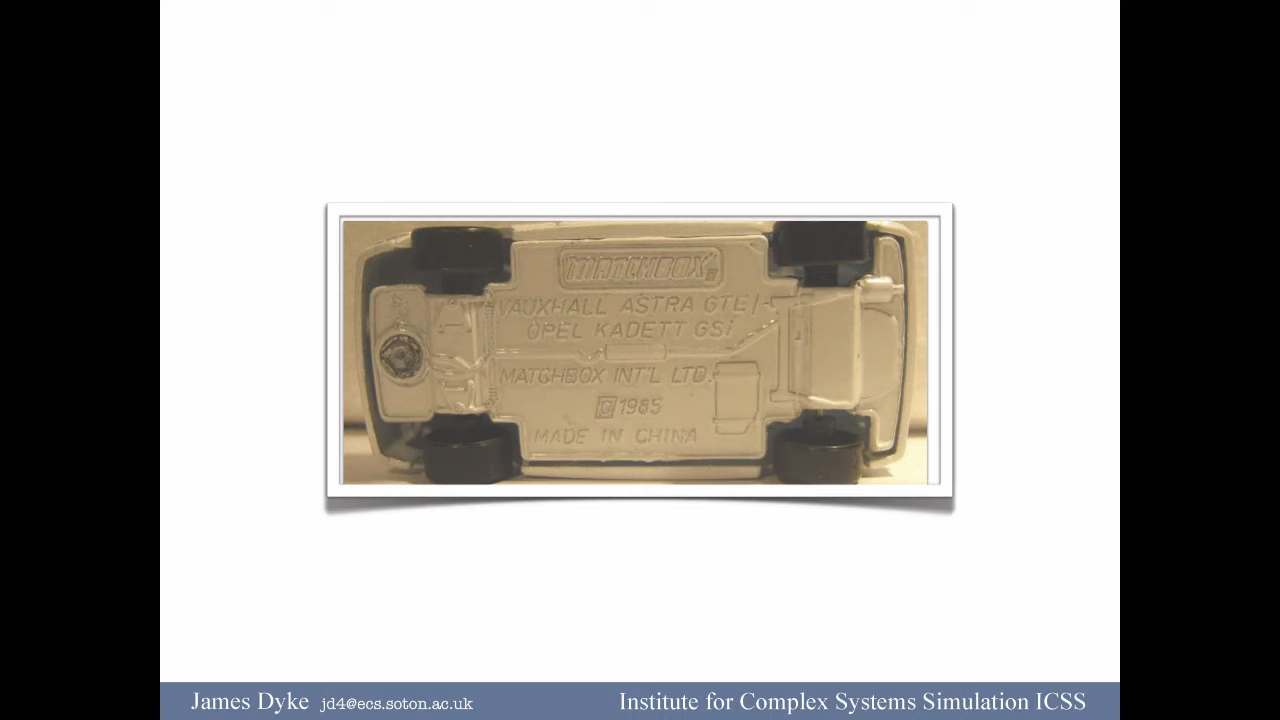 MATCHBOX
VAUXHALL ASTRA GTE/
OPEL KADETT GSi
MATCHBOX INT'L LTD.
© 1985
MADE IN CHINA
James Dyke jd4@ecs.soton.ac.uk Institute for Complex Systems Simulation ICSS